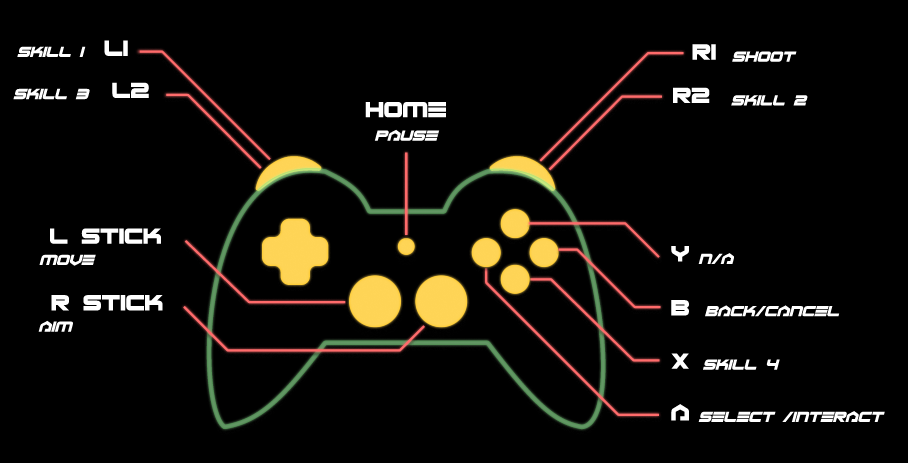 SKILL 1 L1
SKILL 3 L2
HOME
PAUSE
R1 SHOOT
R2 SKILL 2
L STICK
MOVE
R STICK
AIM
Y N/A
B BACK/CANCEL
X SKILL 4
A SELECT /INTERACT